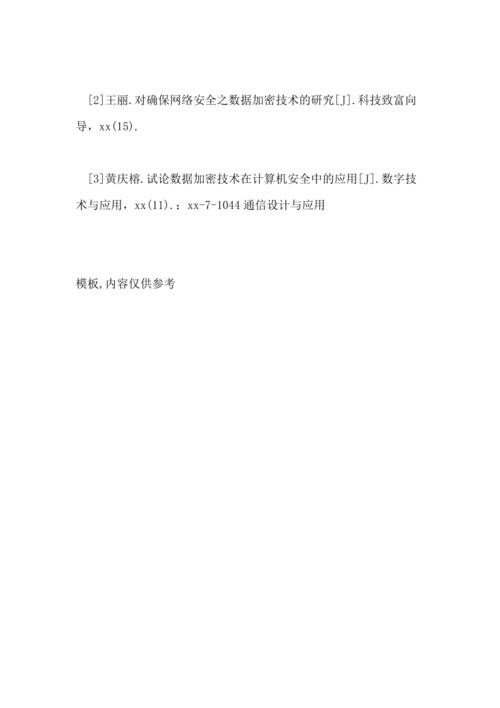 [2]王丽.对确保网络安全之数据加密技术的研究[J].科技致富向
导，xx(15).
[3]黄庆榕.试论数据加密技术在计算机安全中的应用[J].数字技
术与应用，xx(11).：xx-7-1044通信设计与应用
模板,内容仅供参考